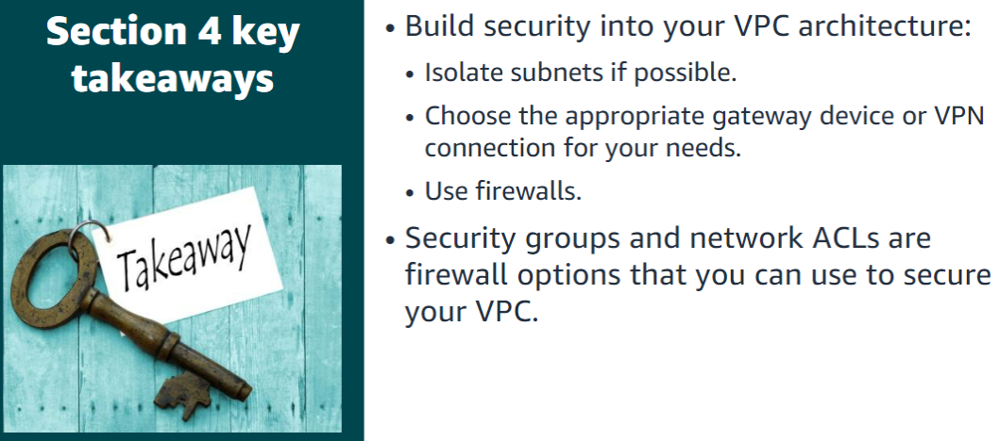 Section 4 key
takeaways
Takeaway
• Build security into your VPC architecture:
• Isolate subnets if possible.
• Choose the appropriate gateway device or VPN
connection for your needs.
• Use firewalls.
• Security groups and network ACLs are
firewall options that you can use to secure
your VPC.